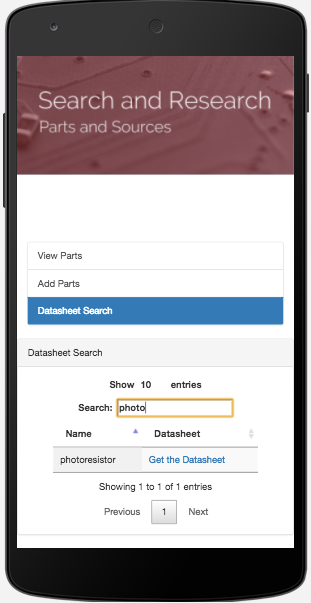 Search and Research
Parts and Sources
View Parts
Add Parts
Datasheet Search
Datasheet Search
Show 10 entries
Search: photo
Name Datasheet
photoresistor Get the Datasheet
Showing 1 to 1 of 1 entries
Previous 1 Next